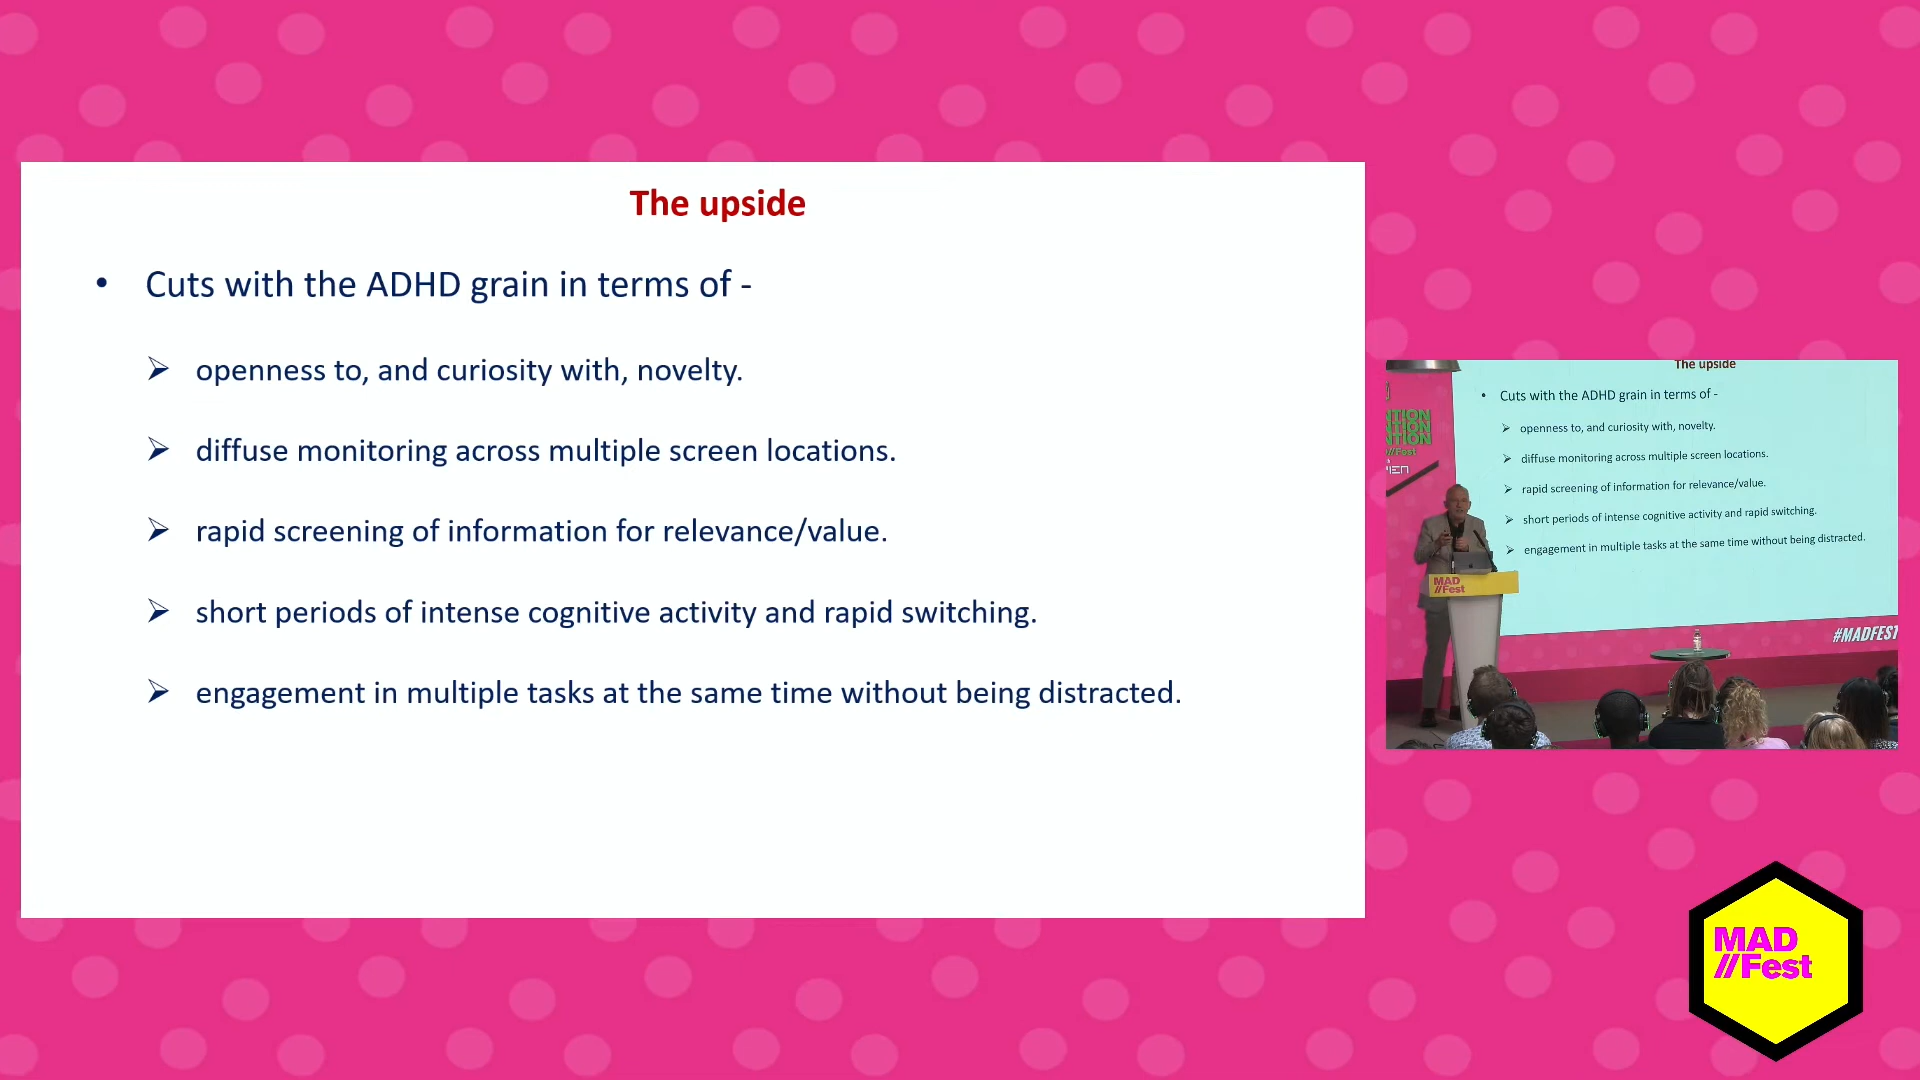 The upside
• Cuts with the ADHD grain in terms of -
➢ openness to, and curiosity with, novelty.
➢ diffuse monitoring across multiple screen locations.
➢ rapid screening of information for relevance/value.
➢ short periods of intense cognitive activity and rapid switching.
➢ engagement in multiple tasks at the same time without being distracted.
The upside
• Cuts with the ADHD grain in terms of -
➢ openness to, and curiosity with, novelty.
➢ diffuse monitoring across multiple screen locations.
➢ rapid screening of information for relevance/value.
➢ short periods of intense cognitive activity and rapid switching.
➢ engagement in multiple tasks at the same time without being distracted.
NTION
NTION
NTION
//Fest
MAD
//Fest
#MADFEST
MAD
//Fest